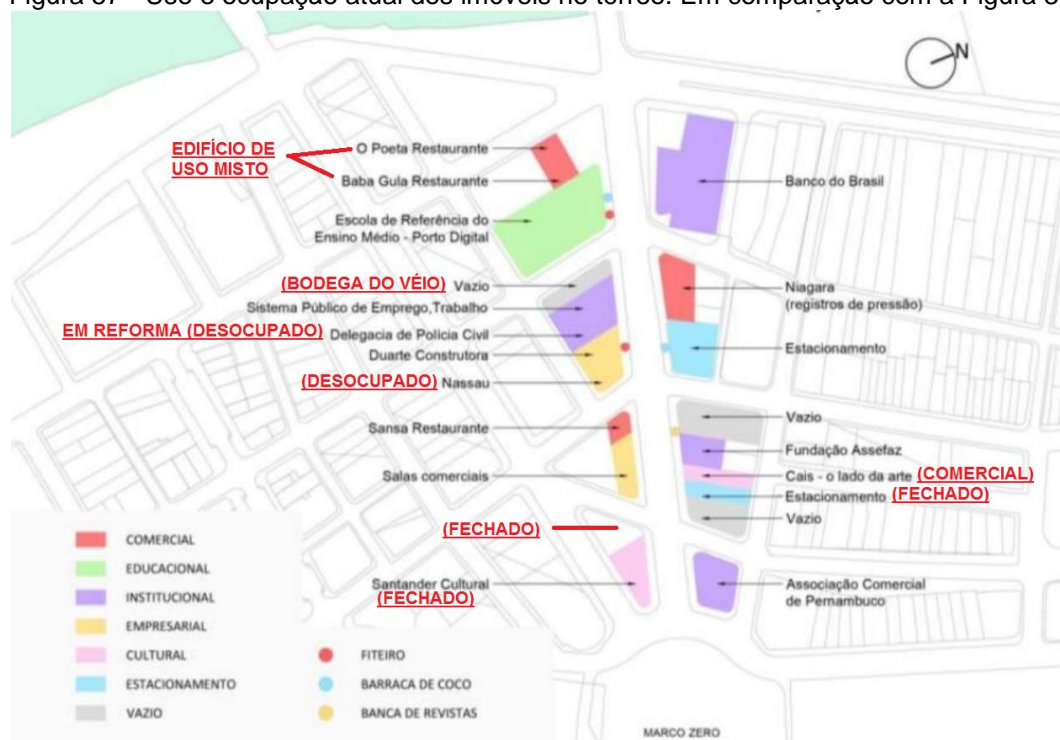 Figura 87 - Uso e ocupação atual dos imóveis no térreo. Em comparação com a Figura 8
N
EDIFÍCIO DE
USO MISTO
O Poeta Restaurante
Baba Gula Restaurante
Escola de Referência do
Ensino Médio - Porto Digital
(BODEGA DO VÉIO) Vazio
Sistema Público de Emprego,Trabalho
EM REFORMA (DESOCUPADO) Delegacia de Polícia Civil
Duarte Construtora
(DESOCUPADO) Nassau
Sansa Restaurante
Salas comerciais
(FECHADO)
Santander Cultural
(FECHADO)
Banco do Brasil
Niagara
(registros de pressão)
Estacionamento
Vazio
Fundação Assefaz
Cais - o lado da arte (COMERCIAL)
Estacionamento (FECHADO)
Vazio
Associação Comercial
de Pernambuco
COMERCIAL
EDUCACIONAL
INSTITUCIONAL
EMPRESARIAL
CULTURAL
ESTACIONAMENTO
VAZIO
FITEIRO
BARRACA DE COCO
BANCA DE REVISTAS
MARCO ZERO